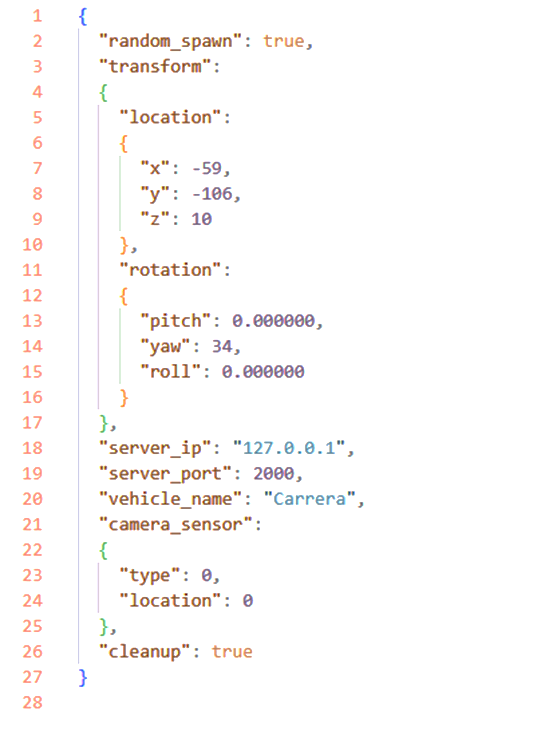 1 {
2 "random_spawn": true,
3 "transform":
4 {
5 "location":
6 {
7 "x": -59,
8 "y": -106,
9 "z": 10
10 },
11 "rotation":
12 {
13 "pitch": 0.000000,
14 "yaw": 34,
15 "roll": 0.000000
16 }
17 },
18 "server_ip": "127.0.0.1",
19 "server_port": 2000,
20 "vehicle_name": "Carrera",
21 "camera_sensor":
22 {
23 "type": 0,
24 "location": 0
25 },
26 "cleanup": true
27 }
28